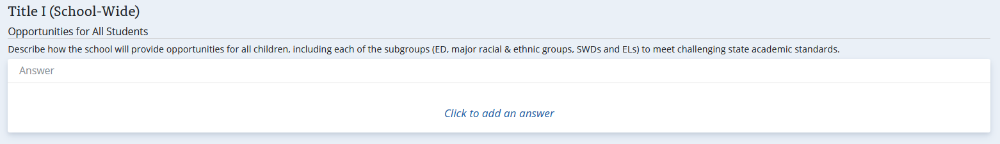 Title I (School-Wide)
Opportunities for All Students
Describe how the school will provide opportunities for all children, including each of the subgroups (ED, major racial & ethnic groups, SWDs and ELs) to meet challenging state academic standards.
Answer
Click to add an answer